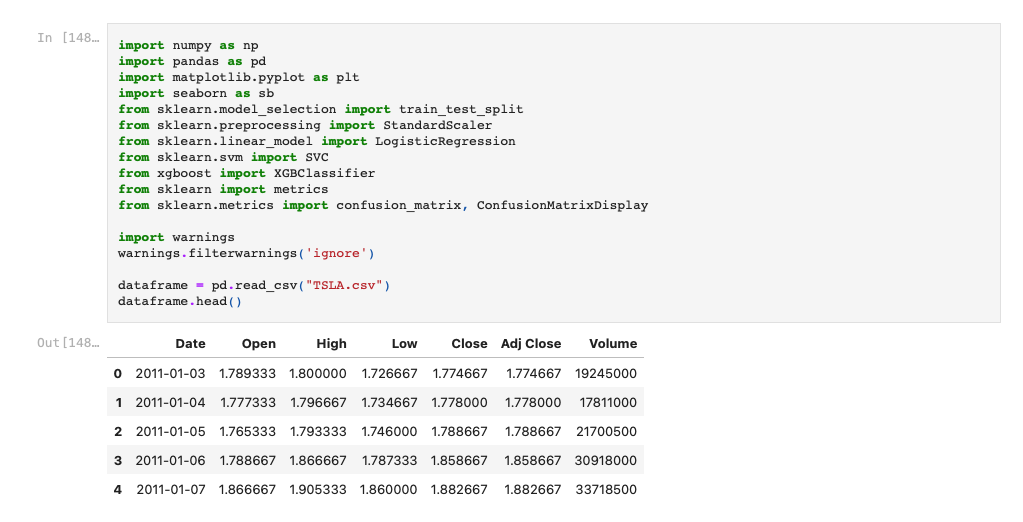 In [148…
import numpy as np
import pandas as pd
import matplotlib.pyplot as plt
import seaborn as sb
from sklearn.model_selection import train_test_split
from sklearn.preprocessing import StandardScaler
from sklearn.linear_model import LogisticRegression
from sklearn.svm import SVC
from xgboost import XGBClassifier
from sklearn import metrics
from sklearn.metrics import confusion_matrix, ConfusionMatrixDisplay
import warnings
warnings.filterwarnings('ignore')
dataframe = pd.read_csv("TSLA.csv")
dataframe.head()
Out[148…
Date Open High Low Close Adj Close Volume
0 2011-01-03 1.789333 1.800000 1.726667 1.774667 1.774667 19245000
1 2011-01-04 1.777333 1.796667 1.734667 1.778000 1.778000 17811000
2 2011-01-05 1.765333 1.793333 1.746000 1.788667 1.788667 21700500
3 2011-01-06 1.788667 1.866667 1.787333 1.858667 1.858667 30918000
4 2011-01-07 1.866667 1.905333 1.860000 1.882667 1.882667 33718500